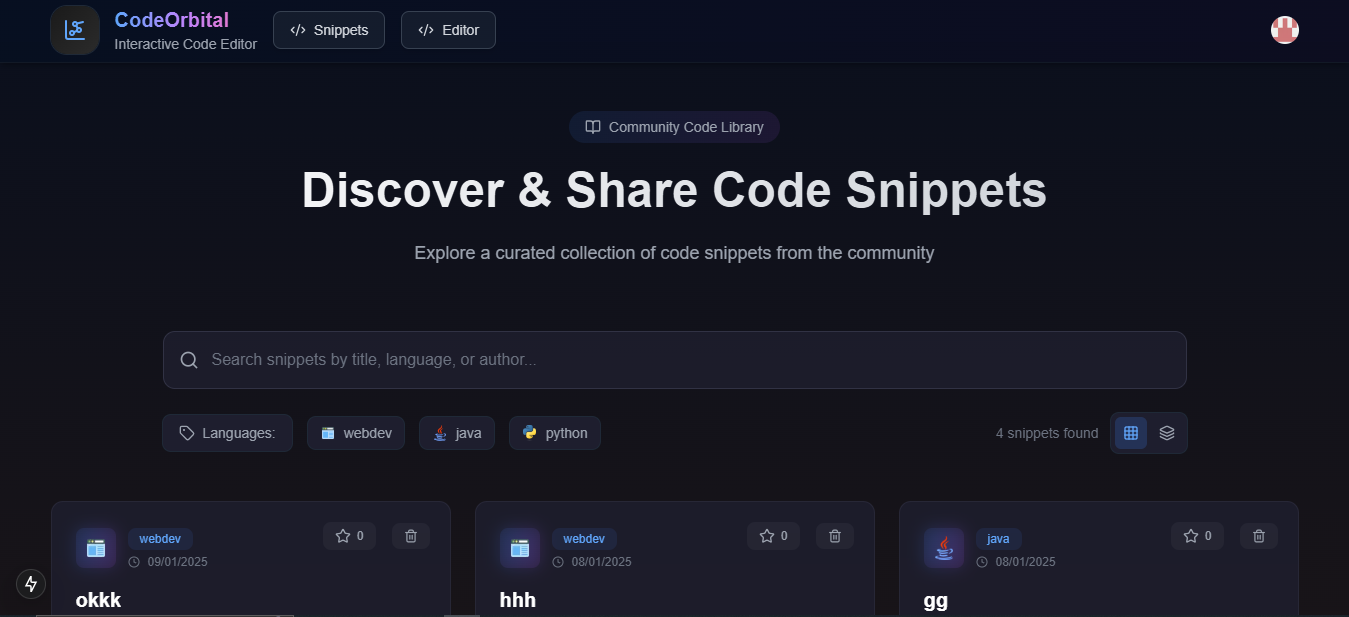 CodeOrbital
Interactive Code Editor
Snippets
Editor
Community Code Library
Discover & Share Code Snippets
Explore a curated collection of code snippets from the community
Search snippets by title, language, or author...
Languages:
webdev
java
python
4 snippets found
webdev
0
09/01/2025
okkk
webdev
0
08/01/2025
hhh
java
0
08/01/2025
gg